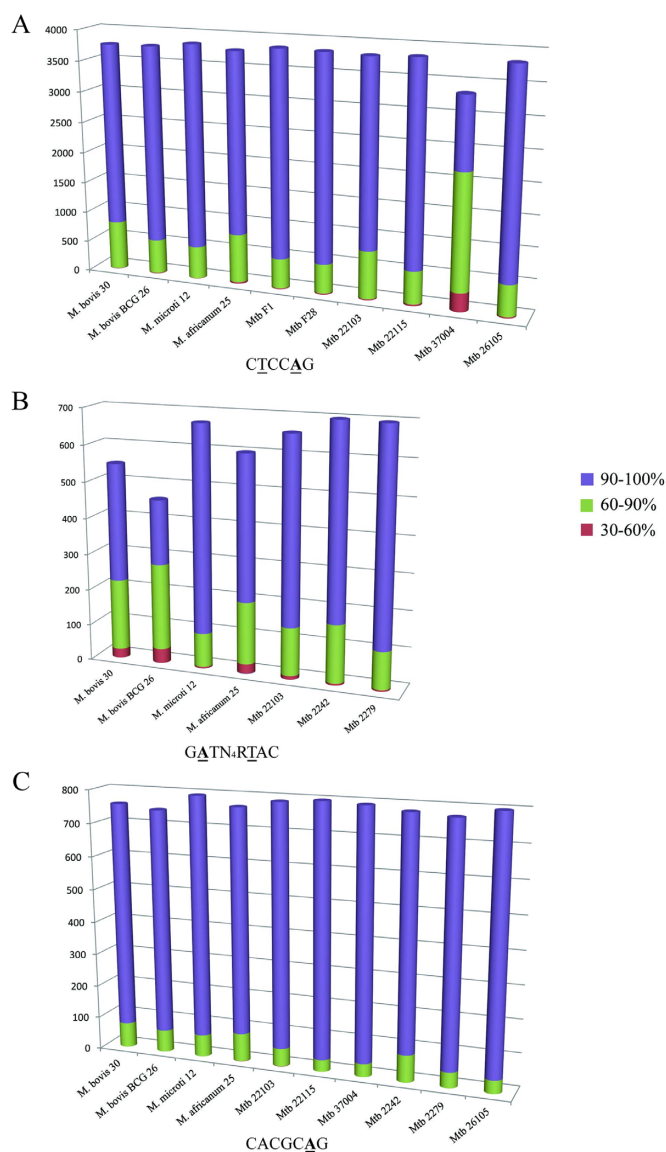 A
4000
3500
3000
2500
2000
1500
1000
500
0
M. bovis 30
M. bovis BCG 26
M. microti 12
M. africanum 25
Mtb F1
Mtb F28
Mtb 22103
Mtb 22115
Mtb 37004
Mtb 26105
CTCCAG
B
700
600
500
400
300
200
100
0
M. bovis 30
M. bovis BCG 26
M. microti 12
M. africanum 25
Mtb 22103
Mtb 2242
Mtb 2279
GATN₄RTAC
90-100%
60-90%
30-60%
C
800
700
600
500
400
300
200
100
0
M. bovis 30
M. bovis BCG 26
M. microti 12
M. africanum 25
Mtb 22103
Mtb 22115
Mtb 37004
Mtb 2242
Mtb 2279
Mtb 26105
CACGCAG